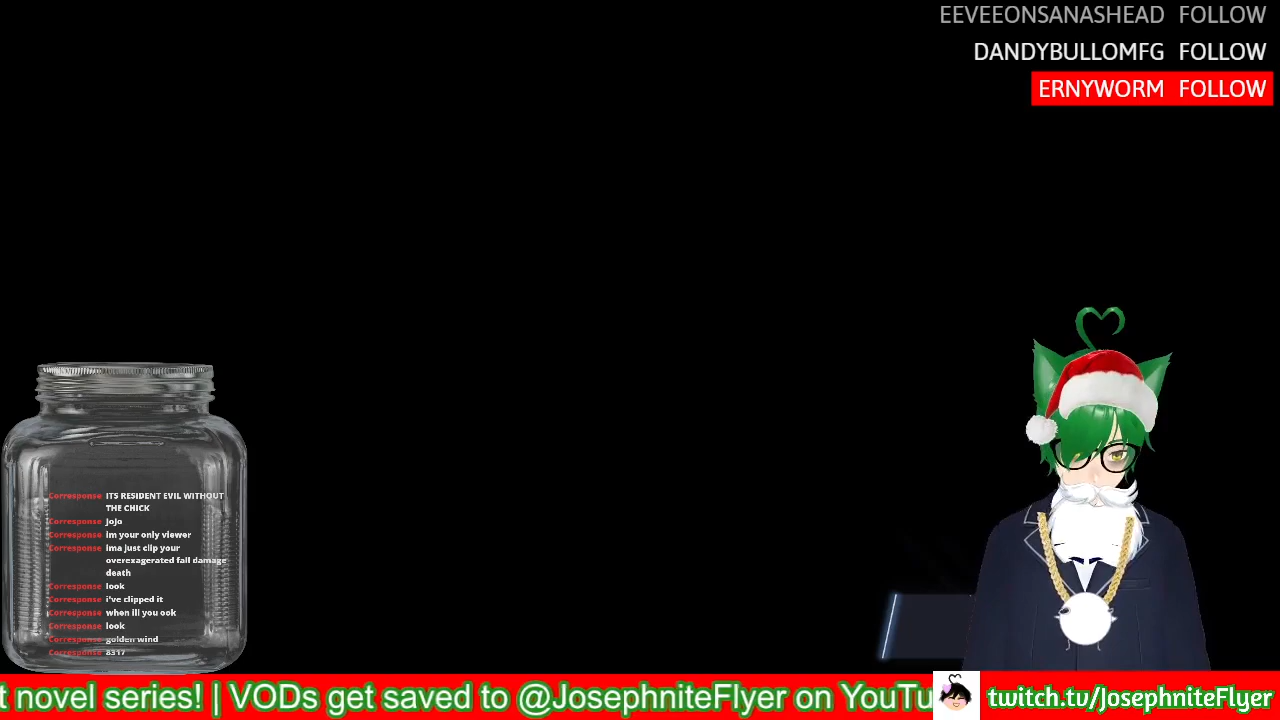 EEVEEONSANASHEAD FOLLOW
DANDYBULLOMFG FOLLOW
ERNYWORM FOLLOW
Corresponse ITS RESIDENT EVIL WITHOUT
THE CHICK
Corresponse Jojo
Corresponse Im your only viewer
Corresponse ima just clip your
overexagerated fall damage
death
Corresponse look
Corresponse i've clipped it
Corresponse when ill you ook
Corresponse look
Corresponse golden wind
Corresponse 8317
t novel series! | VODs get saved to @JosephniteFlyer on YouTu
twitch.tv/JosephniteFlyer